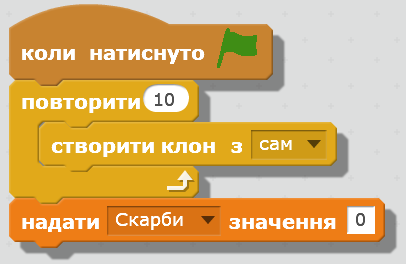 коли натиснуто
повторити 10
створити клон з сам
надати Скарби значення 0